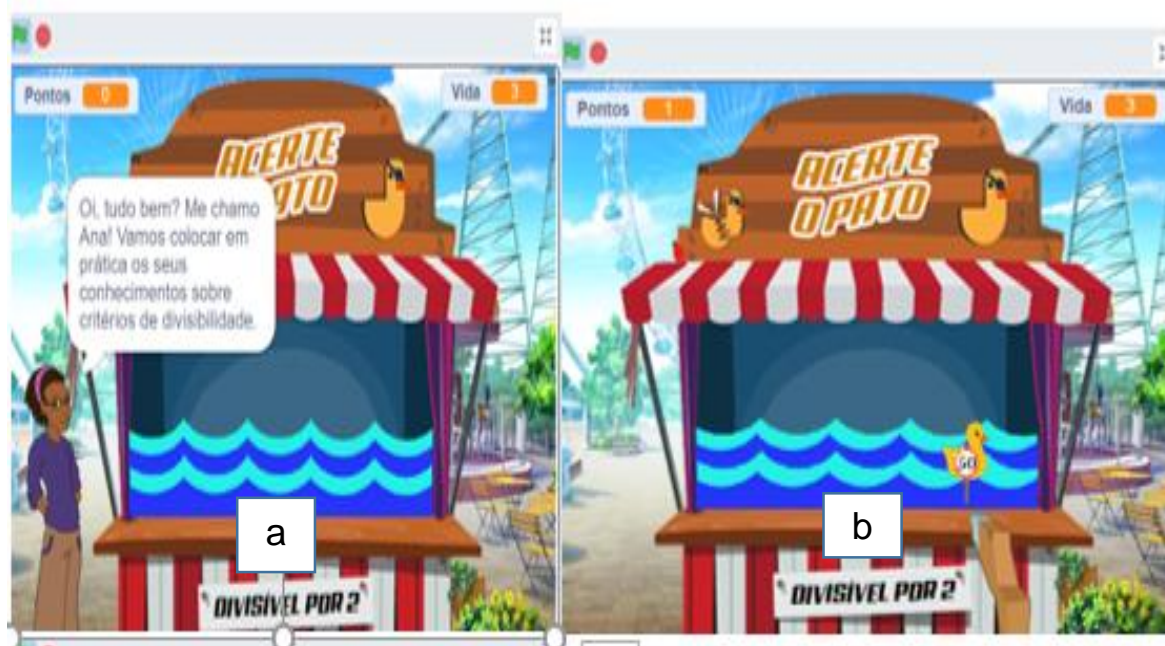 Pontos 0
Vida 3
ACERTE
PATO
Oi, tudo bem? Me chamo
Ana! Vamos colocar em
prática os seus
conhecimentos sobre
critérios de divisibilidade.
a
DIVISÍVEL POR 2
Pontos 1
Vida 3
ACERTE
O PATO
b
DIVISÍVEL POR 2